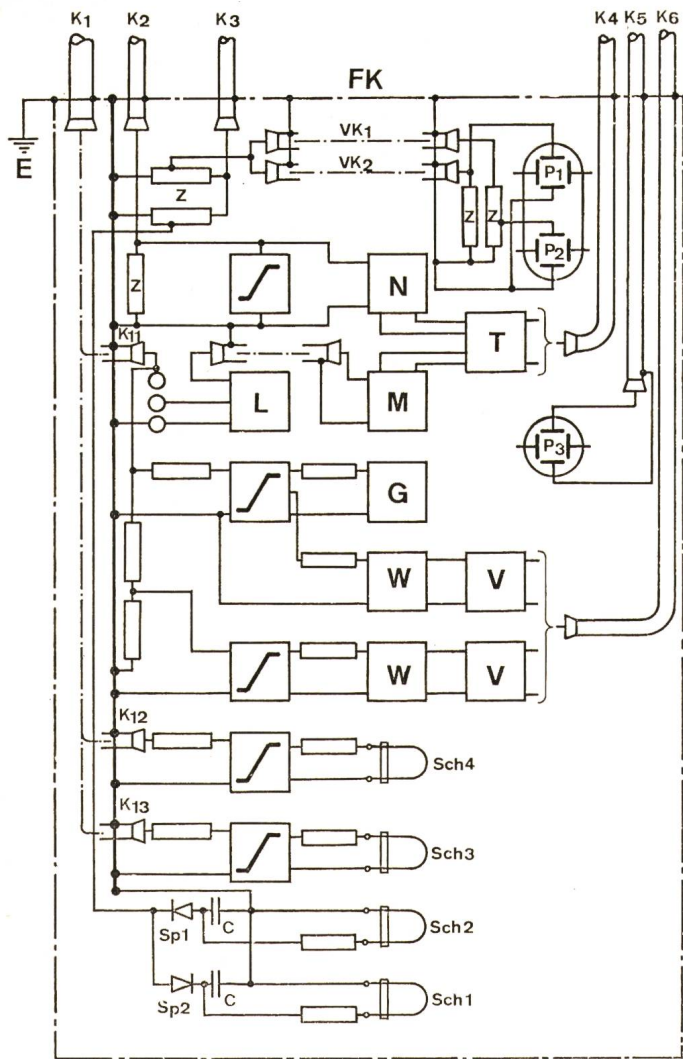 K1 K2 K3 K4 K5 K6
FK
E
VK1
VK2
P1
Z
Z Z
P2
Z
N
K11
T
L M
P3
G
W V
W V
K12
Sch4
K13
Sch3
Sp1 C Sch2
Sp2 C Sch1